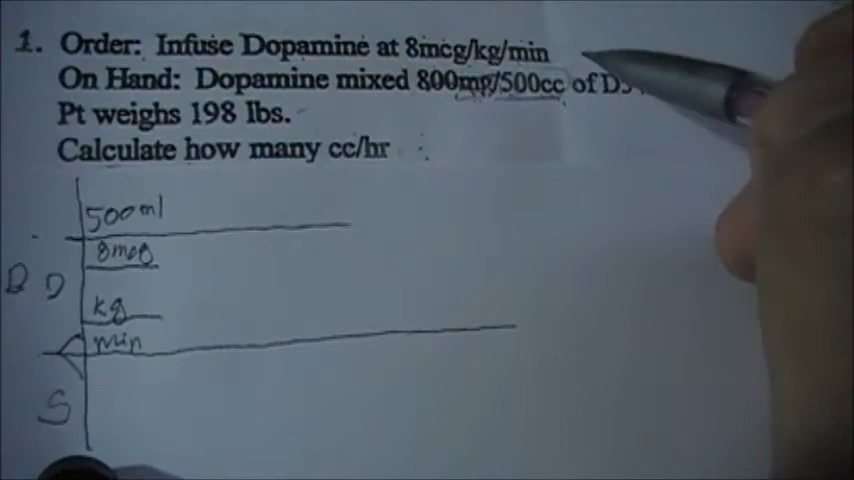 1. Order: Infuse Dopamine at 8mcg/kg/min
On Hand: Dopamine mixed 800mg/500cc of D5
Pt weighs 198 lbs.
Calculate how many cc/hr
500ml
8mcg
D D
kg
min
S